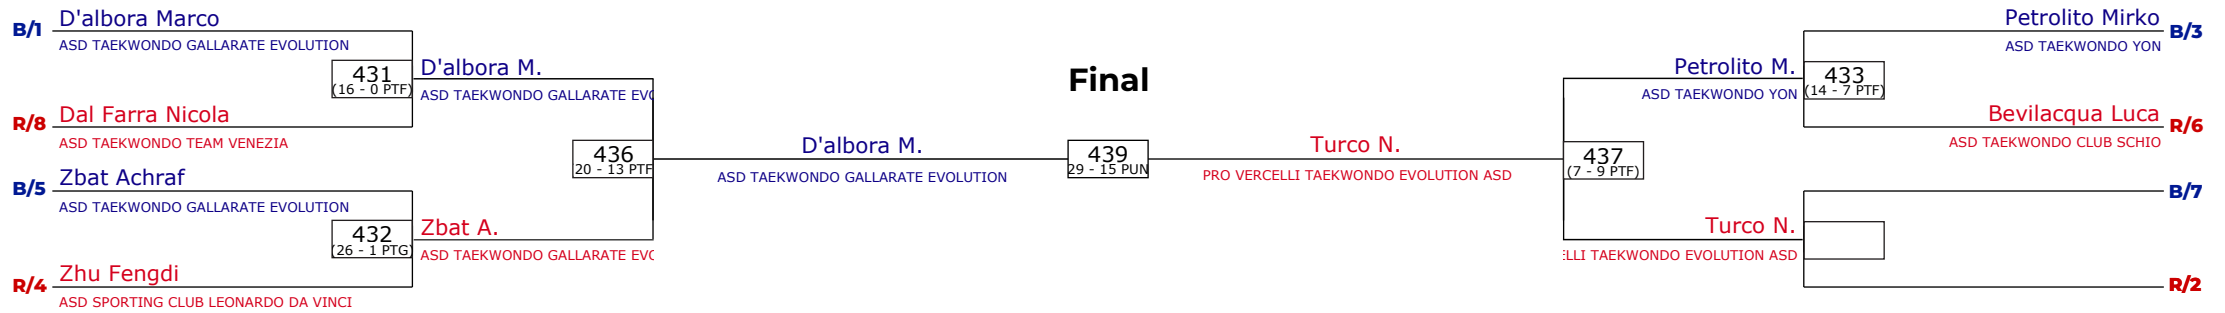 B/1
D'albora Marco
ASD TAEKWONDO GALLARATE EVOLUTION
431
(16 - 0 PTF)
R/8
Dal Farra Nicola
ASD TAEKWONDO TEAM VENEZIA
B/5
Zbat Achraf
ASD TAEKWONDO GALLARATE EVOLUTION
432
(26 - 1 PTG)
R/4
Zhu Fengdi
ASD SPORTING CLUB LEONARDO DA VINCI
D'albora M.
ASD TAEKWONDO GALLARATE EVO
436
20 - 13 PTF
Zbat A.
ASD TAEKWONDO GALLARATE EVO
Final
D'albora M.
ASD TAEKWONDO GALLARATE EVOLUTION
439
29 - 15 PUN
Turco N.
PRO VERCELLI TAEKWONDO EVOLUTION ASD
Petrolito M.
ASD TAEKWONDO YON
437
(7 - 9 PTF)
Turco N.
ELLI TAEKWONDO EVOLUTION ASD
Petrolito Mirko
B/3
ASD TAEKWONDO YON
433
(14 - 7 PTF)
Bevilacqua Luca
R/6
ASD TAEKWONDO CLUB SCHIO
B/7
R/2